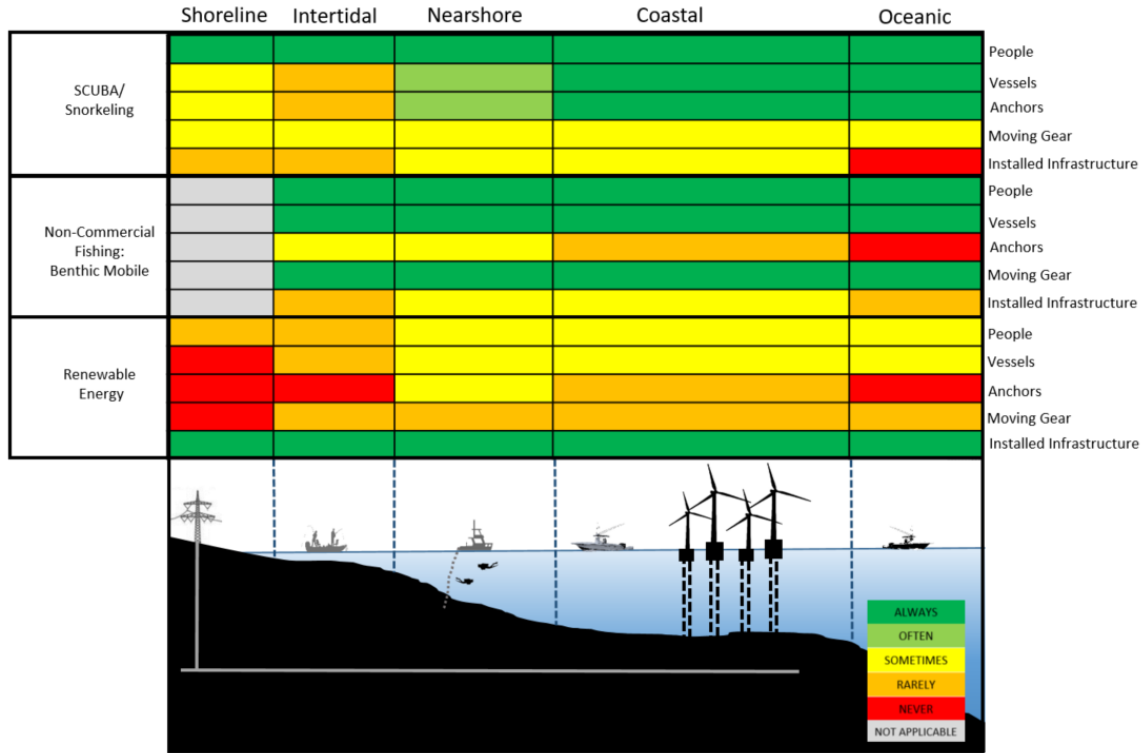 Shoreline Intertidal Nearshore Coastal Oceanic
People
SCUBA/
Snorkeling
Vessels
Anchors
Moving Gear
Installed Infrastructure
People
Non-Commercial
Fishing:
Benthic Mobile
Vessels
Anchors
Moving Gear
Installed Infrastructure
People
Renewable
Energy
Vessels
Anchors
Moving Gear
Installed Infrastructure
ALWAYS
OFTEN
SOMETIMES
RARELY
NEVER
NOT APPLICABLE